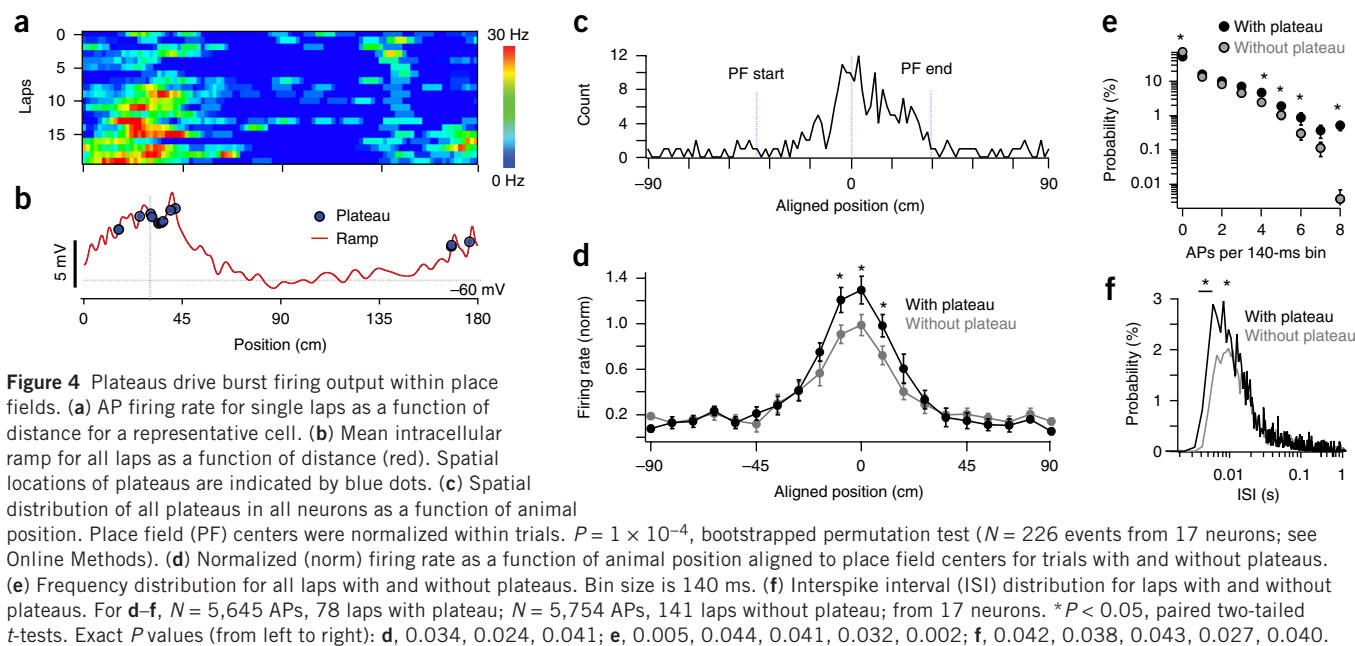 a
0
5
10
15
Laps
30 Hz
0 Hz
b
Plateau
Ramp
5 mV
–60 mV
0
45
90
135
180
Position (cm)
c
12
8
4
0
Count
PF start
PF end
–90
0
90
Aligned position (cm)
d
1.4
1.0
0.6
0.2
Firing rate (norm)
* * *
With plateau
Without plateau
–90
–45
0
45
90
Aligned position (cm)
e
With plateau
Without plateau
* * * * *
10
1
0.1
0.01
Probability (%)
0
2
4
6
8
APs per 140-ms bin
f
* *
3
2
1
0
Probability (%)
With plateau
Without plateau
0.01
0.1
1
ISI (s)
Figure 4 Plateaus drive burst firing output within place
fields. (a) AP firing rate for single laps as a function of
distance for a representative cell. (b) Mean intracellular
ramp for all laps as a function of distance (red). Spatial
locations of plateaus are indicated by blue dots. (c) Spatial
distribution of all plateaus in all neurons as a function of animal
position. Place field (PF) centers were normalized within trials. P = 1 × 10⁻⁴, bootstrapped permutation test (N = 226 events from 17 neurons; see
Online Methods). (d) Normalized (norm) firing rate as a function of animal position aligned to place field centers for trials with and without plateaus.
(e) Frequency distribution for all laps with and without plateaus. Bin size is 140 ms. (f) Interspike interval (ISI) distribution for laps with and without
plateaus. For d–f, N = 5,645 APs, 78 laps with plateau; N = 5,754 APs, 141 laps without plateau; from 17 neurons. *P < 0.05, paired two-tailed
t-tests. Exact P values (from left to right): d, 0.034, 0.024, 0.041; e, 0.005, 0.044, 0.041, 0.032, 0.002; f, 0.042, 0.038, 0.043, 0.027, 0.040.